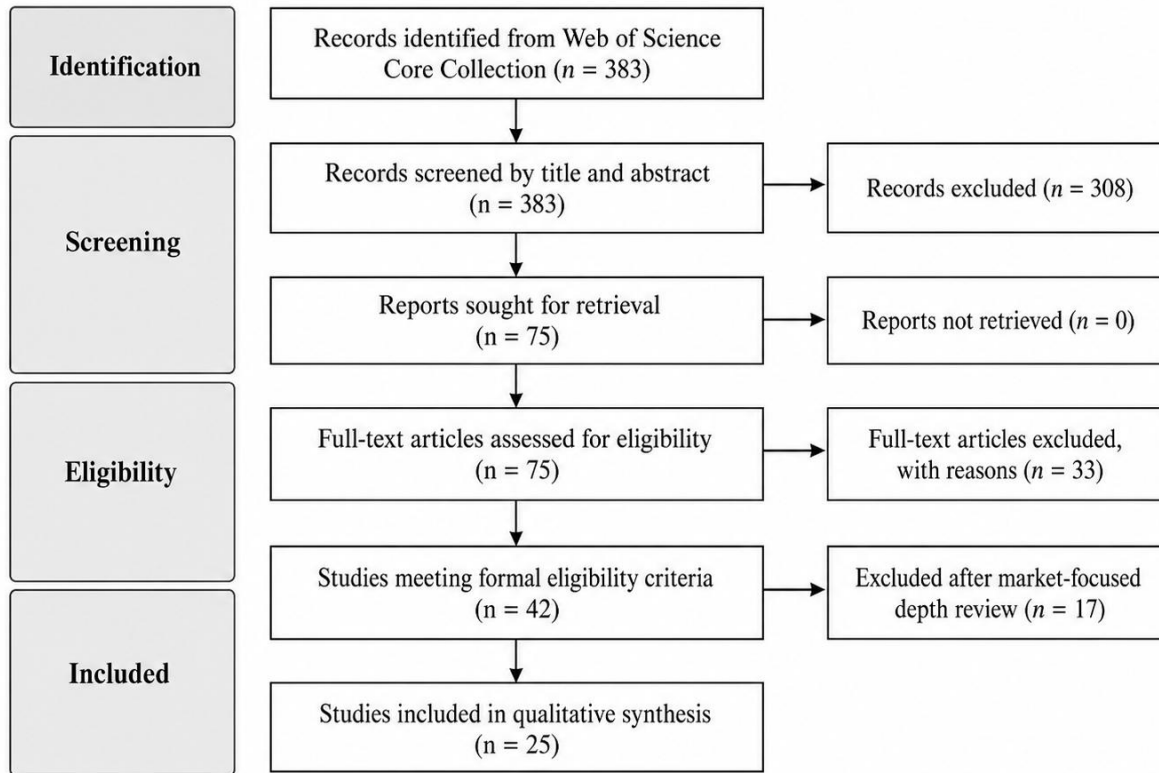 Identification
Records identified from Web of Science
Core Collection (n = 383)
Screening
Records screened by title and abstract
(n = 383)
Records excluded (n = 308)
Reports sought for retrieval
(n = 75)
Reports not retrieved (n = 0)
Eligibility
Full-text articles assessed for eligibility
(n = 75)
Full-text articles excluded,
with reasons (n = 33)
Studies meeting formal eligibility criteria
(n = 42)
Excluded after market-focused
depth review (n = 17)
Included
Studies included in qualitative synthesis
(n = 25)